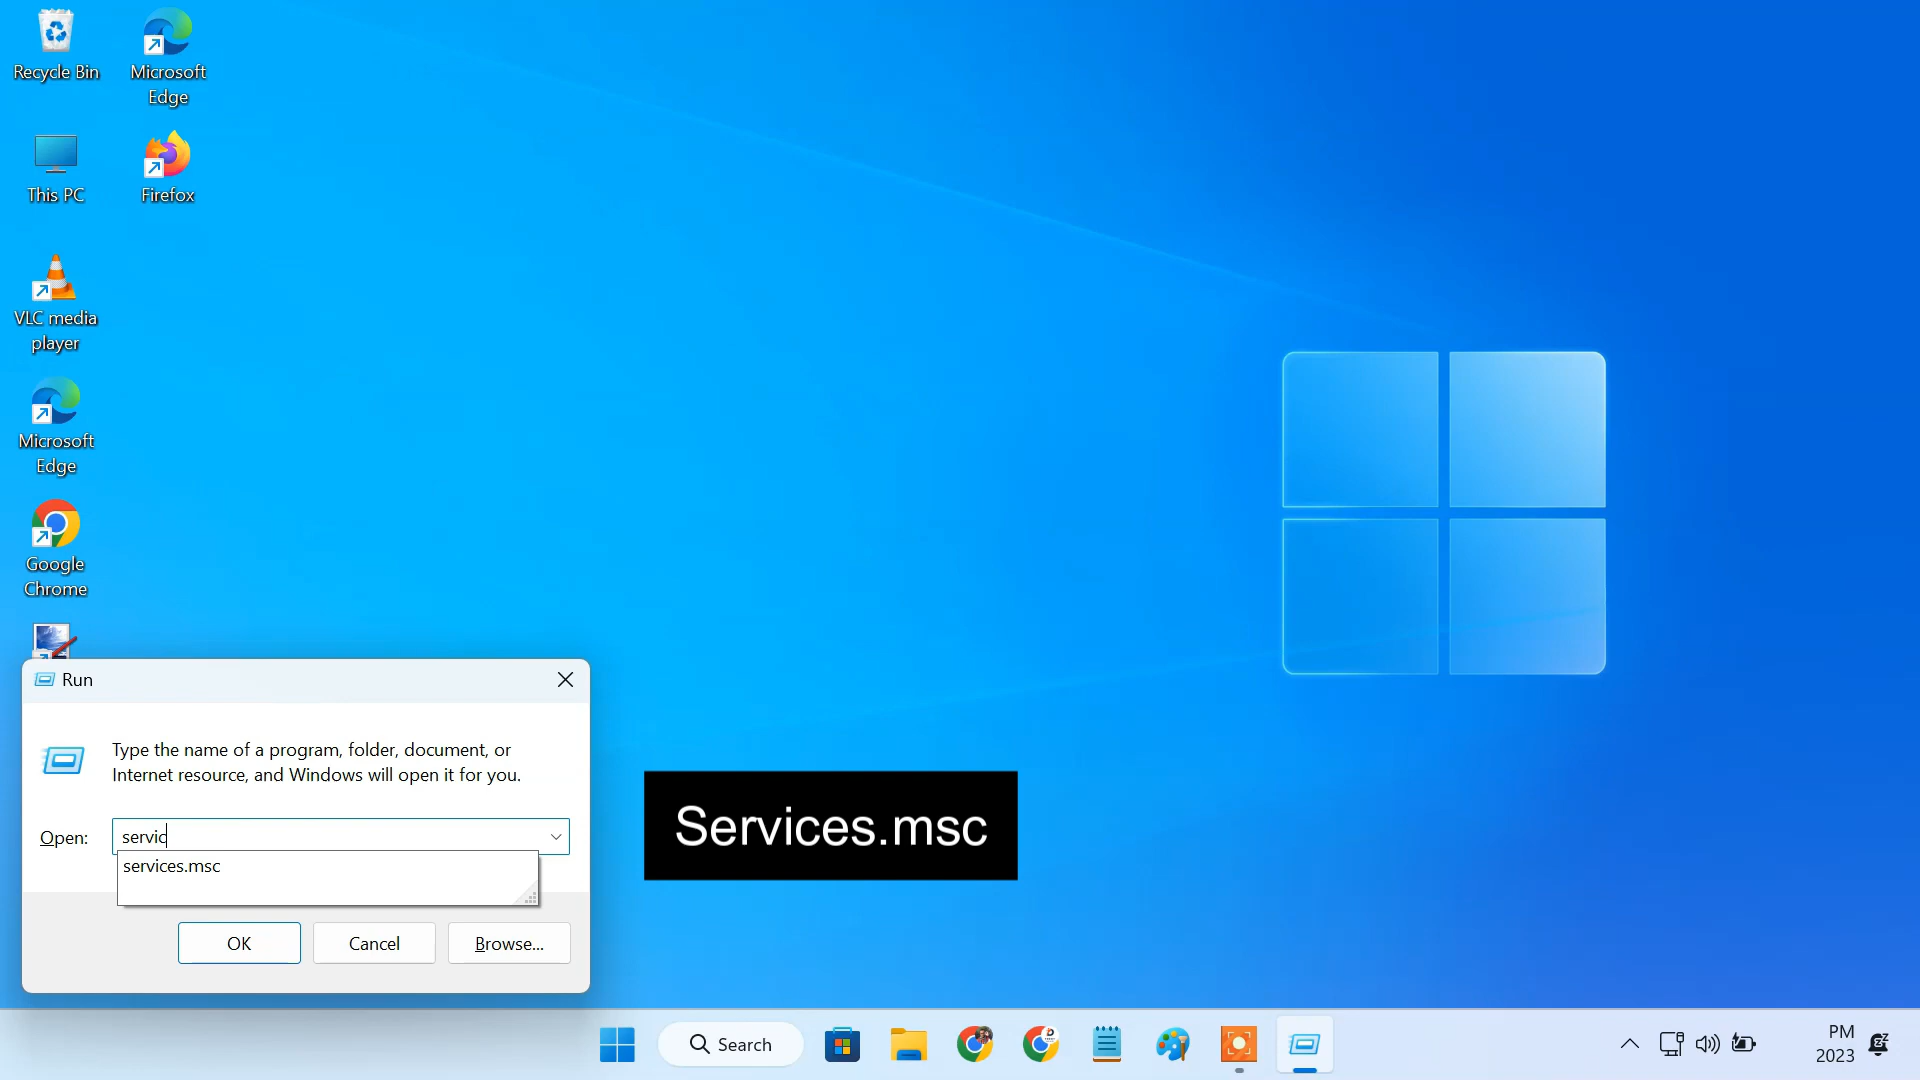 Recycle Bin
Microsoft
Edge
This PC
Firefox
VLC media
player
Microsoft
Edge
Google
Chrome
Run
Type the name of a program, folder, document, or
Internet resource, and Windows will open it for you.
Open:
servic
services.msc
OK
Cancel
Browse...
Services.msc
Search
PM
2023